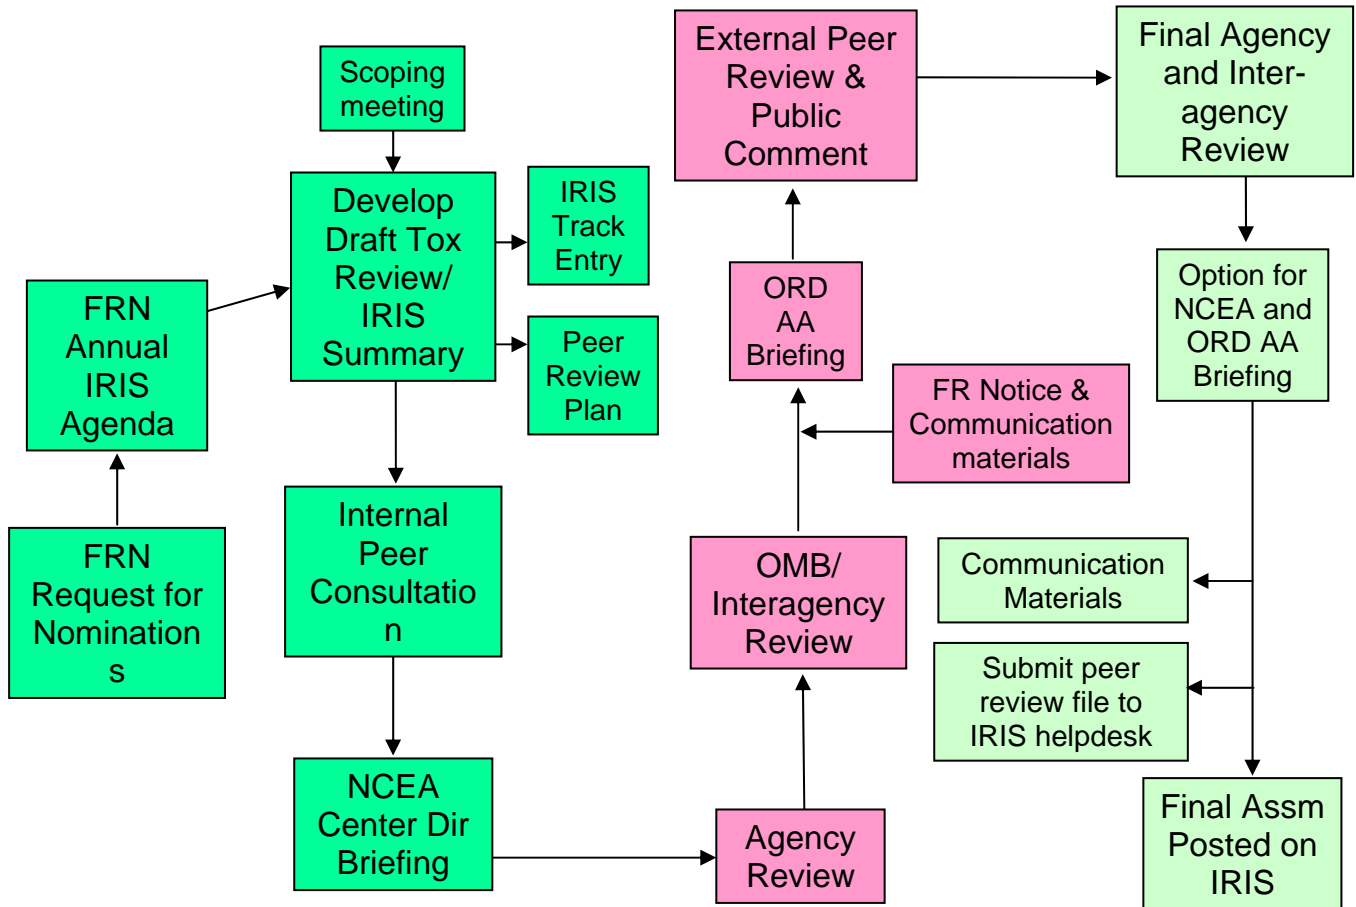 Scoping
meeting
Develop
Draft Tox
Review/
IRIS
Summary
IRIS
Track
Entry
Peer
Review
Plan
FRN
Annual
IRIS
Agenda
FRN
Request for
Nomination
s
Internal
Peer
Consultatio
n
NCEA
Center Dir
Briefing
External Peer
Review &
Public
Comment
ORD
AA
Briefing
FR Notice &
Communication
materials
OMB/
Interagency
Review
Agency
Review
Final Agency
and Inter-
agency
Review
Option for
NCEA and
ORD AA
Briefing
Communication
Materials
Submit peer
review file to
IRIS helpdesk
Final Assm
Posted on
IRIS